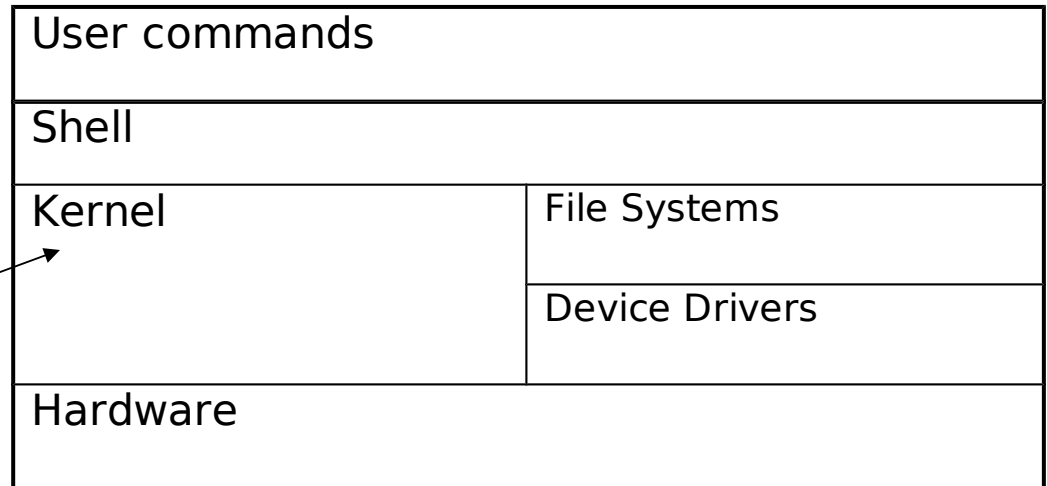 User commands
Shell
Kernel
File Systems
Device Drivers
Hardware